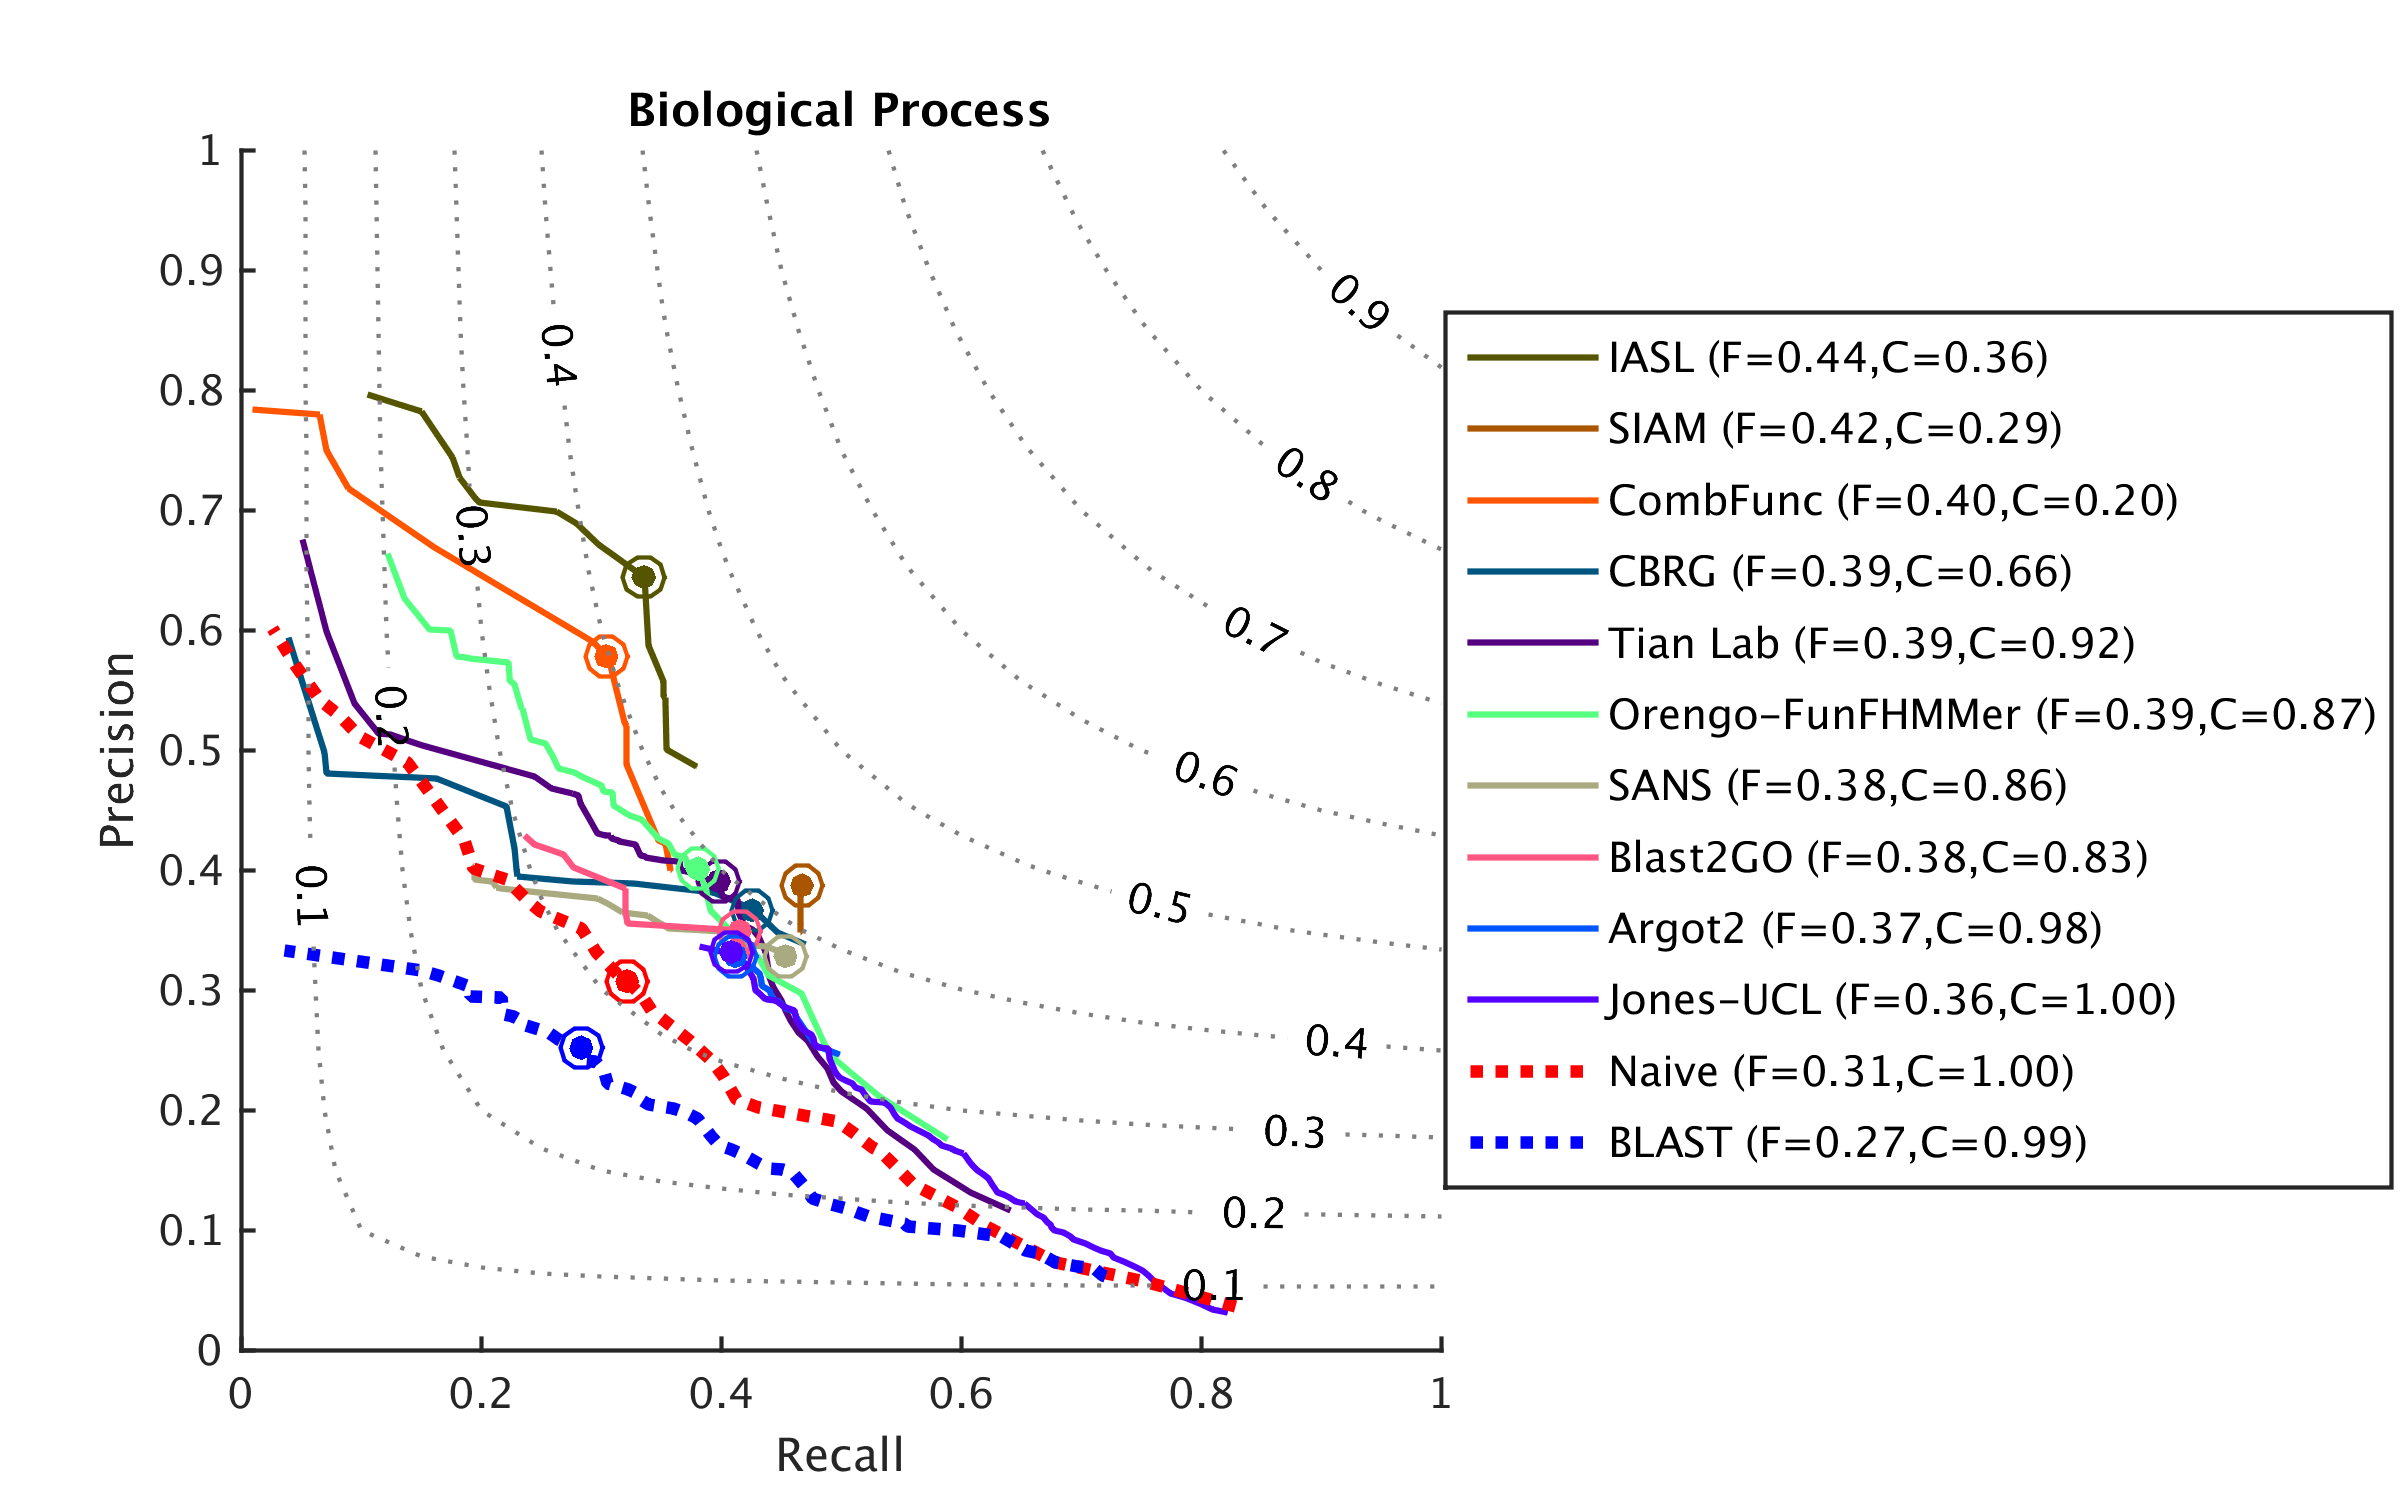 Biological Process
1
0.9
0.8
0.7
0.6
0.5
0.4
0.3
0.2
0.1
0
Precision
0 0.2 0.4 0.6 0.8 1
Recall
0.1
0.2
0.3
0.4
0.9
0.8
0.7
0.6
0.5
0.4
0.3
0.2
0.1
IASL (F=0.44,C=0.36)
SIAM (F=0.42,C=0.29)
CombFunc (F=0.40,C=0.20)
CBRG (F=0.39,C=0.66)
Tian Lab (F=0.39,C=0.92)
Orengo-FunFHMMer (F=0.39,C=0.87)
SANS (F=0.38,C=0.86)
Blast2GO (F=0.38,C=0.83)
Argot2 (F=0.37,C=0.98)
Jones-UCL (F=0.36,C=1.00)
Naive (F=0.31,C=1.00)
BLAST (F=0.27,C=0.99)